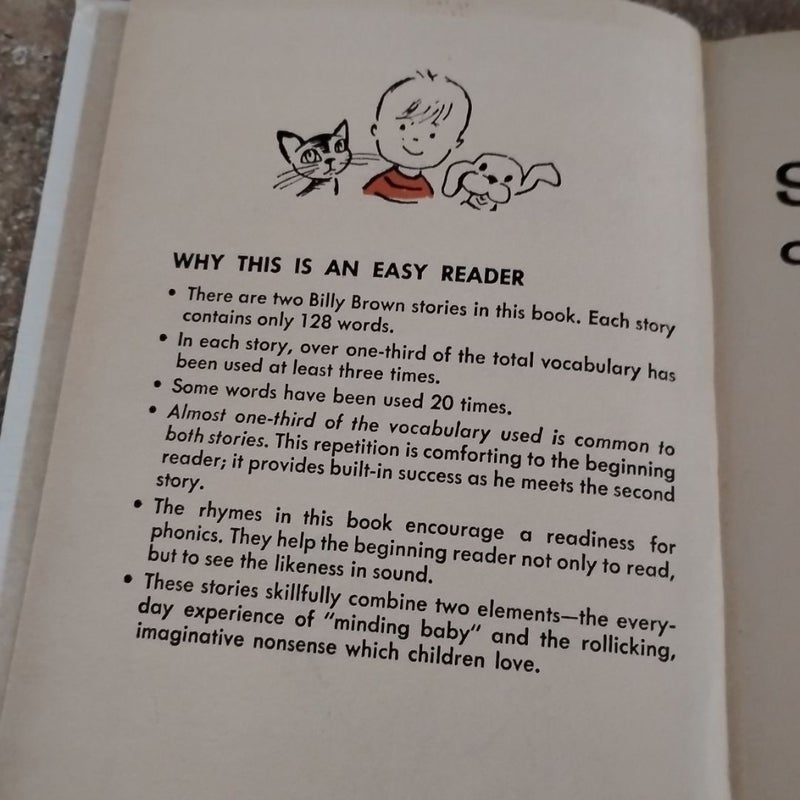 WHY THIS IS AN EASY READER
• There are two Billy Brown stories in this book. Each story
contains only 128 words.
• In each story, over one-third of the total vocabulary has
been used at least three times.
• Some words have been used 20 times.
• Almost one-third of the vocabulary used is common to
both stories. This repetition is comforting to the beginning
reader; it provides built-in success as he meets the second
story.
• The rhymes in this book encourage a readiness for
phonics. They help the beginning reader not only to read,
but to see the likeness in sound.
• These stories skillfully combine two elements—the every-
day experience of "minding baby" and the rollicking,
imaginative nonsense which children love.